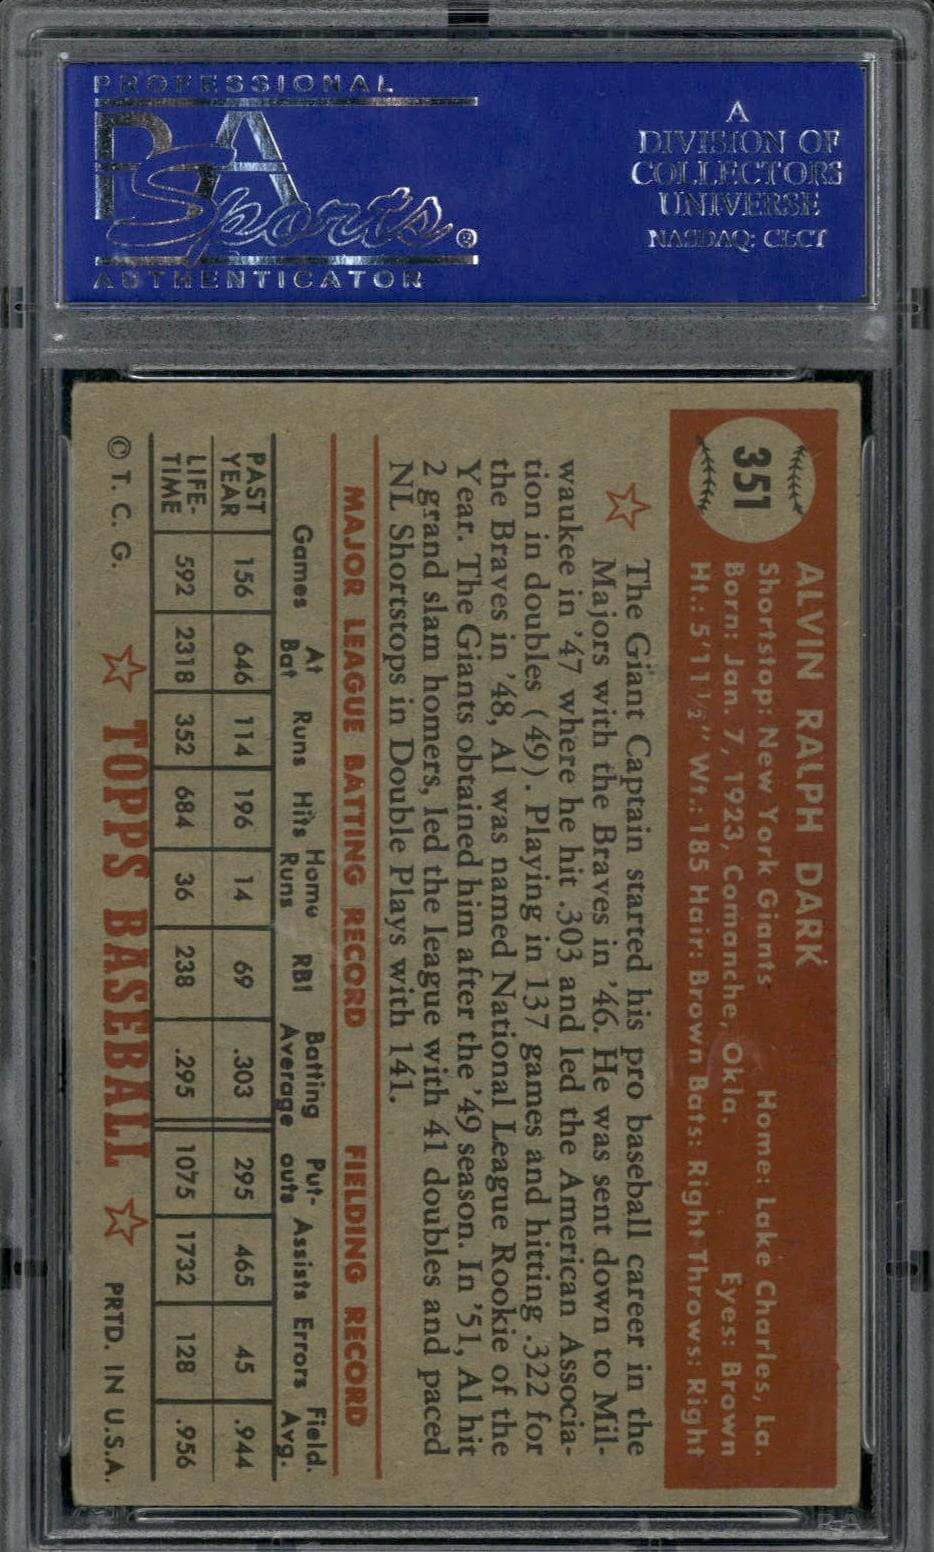 PROFESSIONAL
PSA
Sports®
AUTHENTICATOR
A
DIVISION OF
COLLECTORS
UNIVERSE
NASDAQ: CLCT
351
ALVIN RALPH DARK
Shortstop: New York Giants Home: Lake Charles, La.
Born: Jan. 7, 1923, Comanche, Okla. Eyes: Brown
Ht.: 5'11½" Wt.: 185 Hair: Brown Bats: Right Throws: Right
The Giant Captain started his pro baseball career in the
Majors with the Braves in '46. He was sent down to Mil-
waukee in '47 where he hit .303 and led the American Associa-
tion in doubles (49). Playing in 137 games and hitting .322 for
the Braves in '48, Al was named National League Rookie of the
Year. The Giants obtained him after the '49 season. In '51, Al hit
2 grand slam homers, led the league with 41 doubles and paced
NL Shortstops in Double Plays with 141.
MAJOR LEAGUE BATTING RECORD FIELDING RECORD
Games At Bat Runs Hits Home Runs RBI Batting Average Put-outs Assists Errors Field. Avg.
PAST YEAR 156 646 114 196 14 69 .303 295 465 45 .944
LIFE-TIME 592 2318 352 684 36 238 .295 1075 1732 128 .956
© T. C. G. TOPPS BASEBALL PRTD. IN U.S.A.